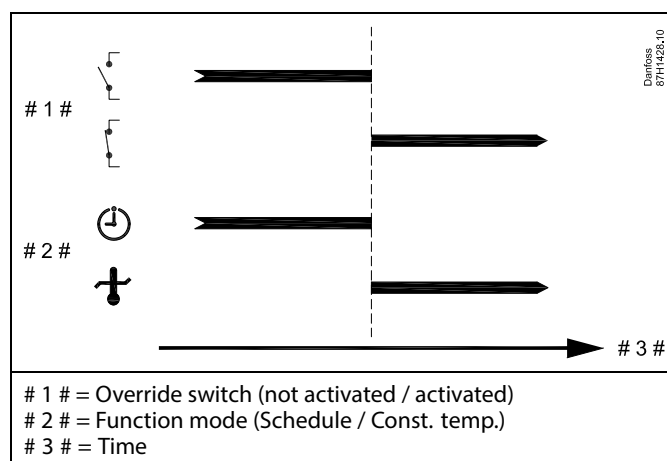 Danfoss
87H1428.10
# 1 #
# 2 #
# 3 #
# 1 # = Override switch (not activated / activated)
# 2 # = Function mode (Schedule / Const. temp.)
# 3 # = Time